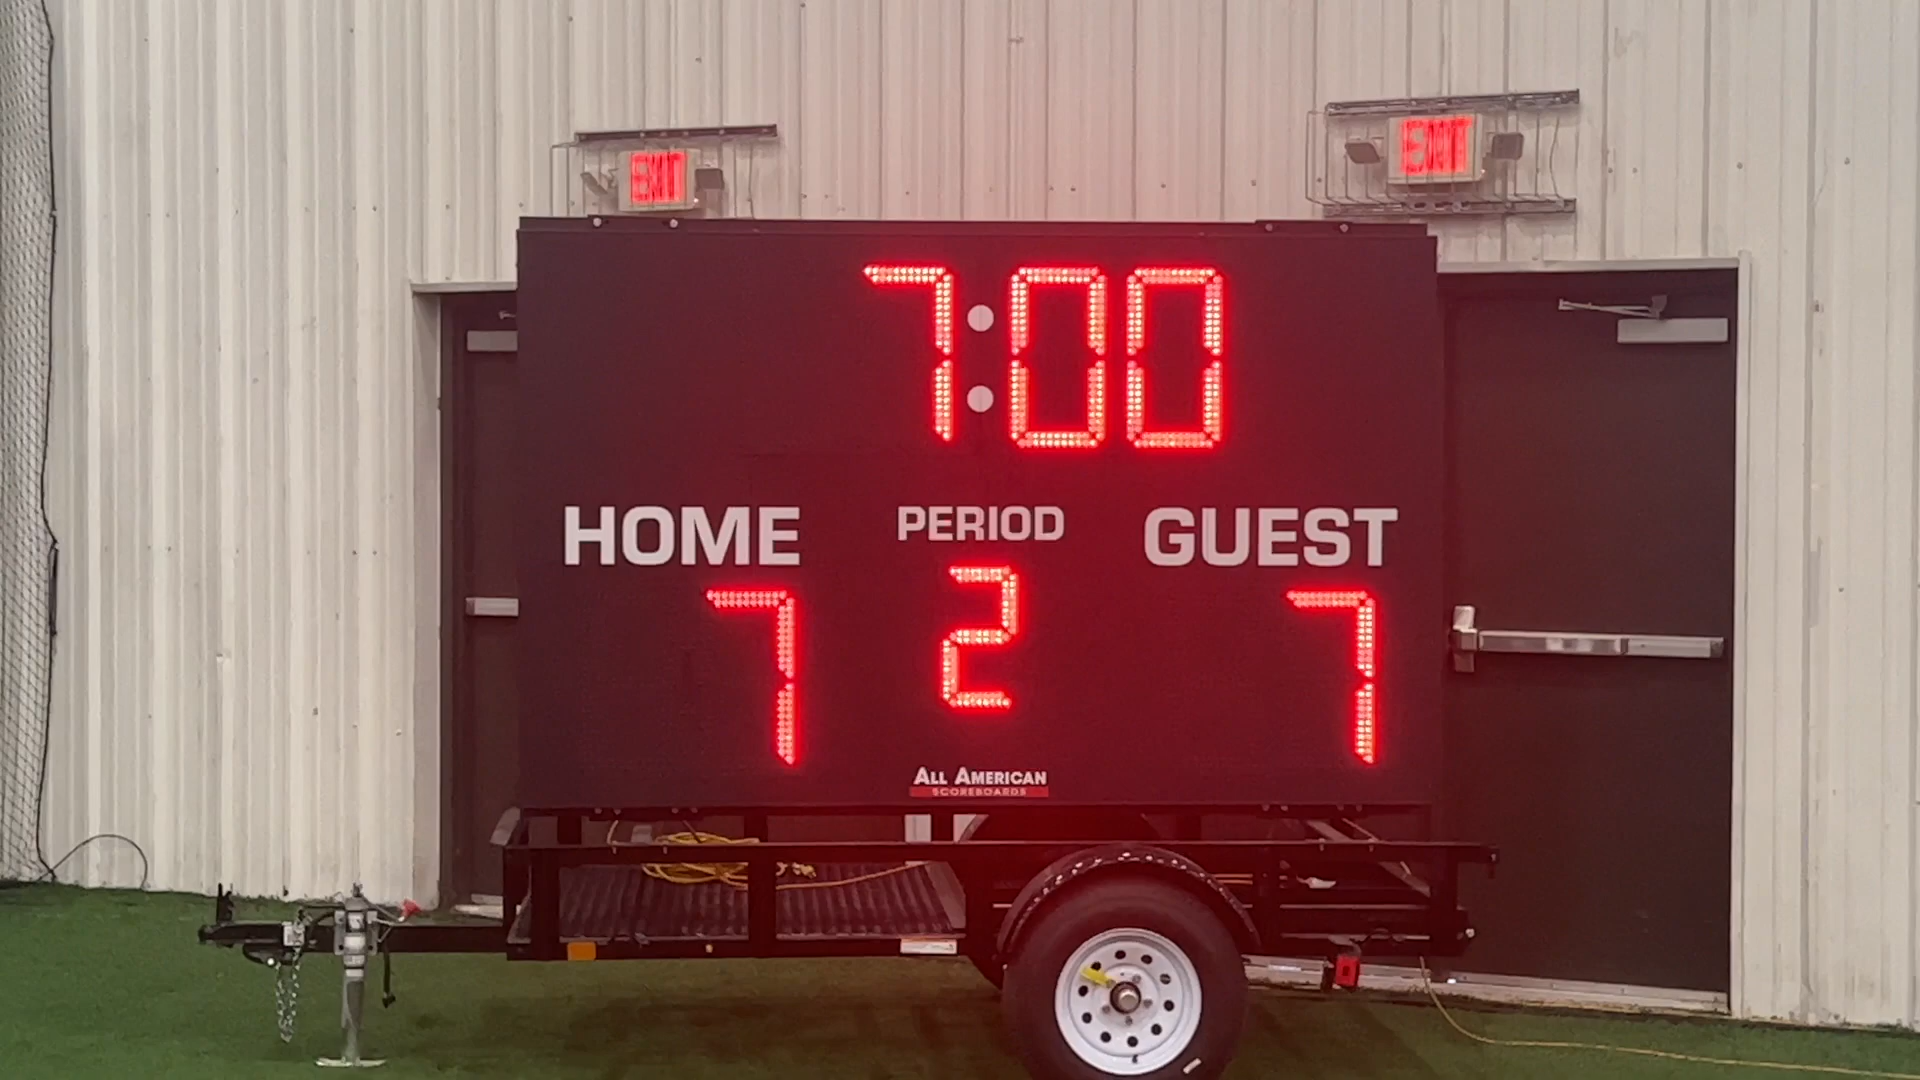 EXIT
EXIT
7:00
HOME PERIOD GUEST
7 2 7
ALL AMERICAN
SCOREBOARDS